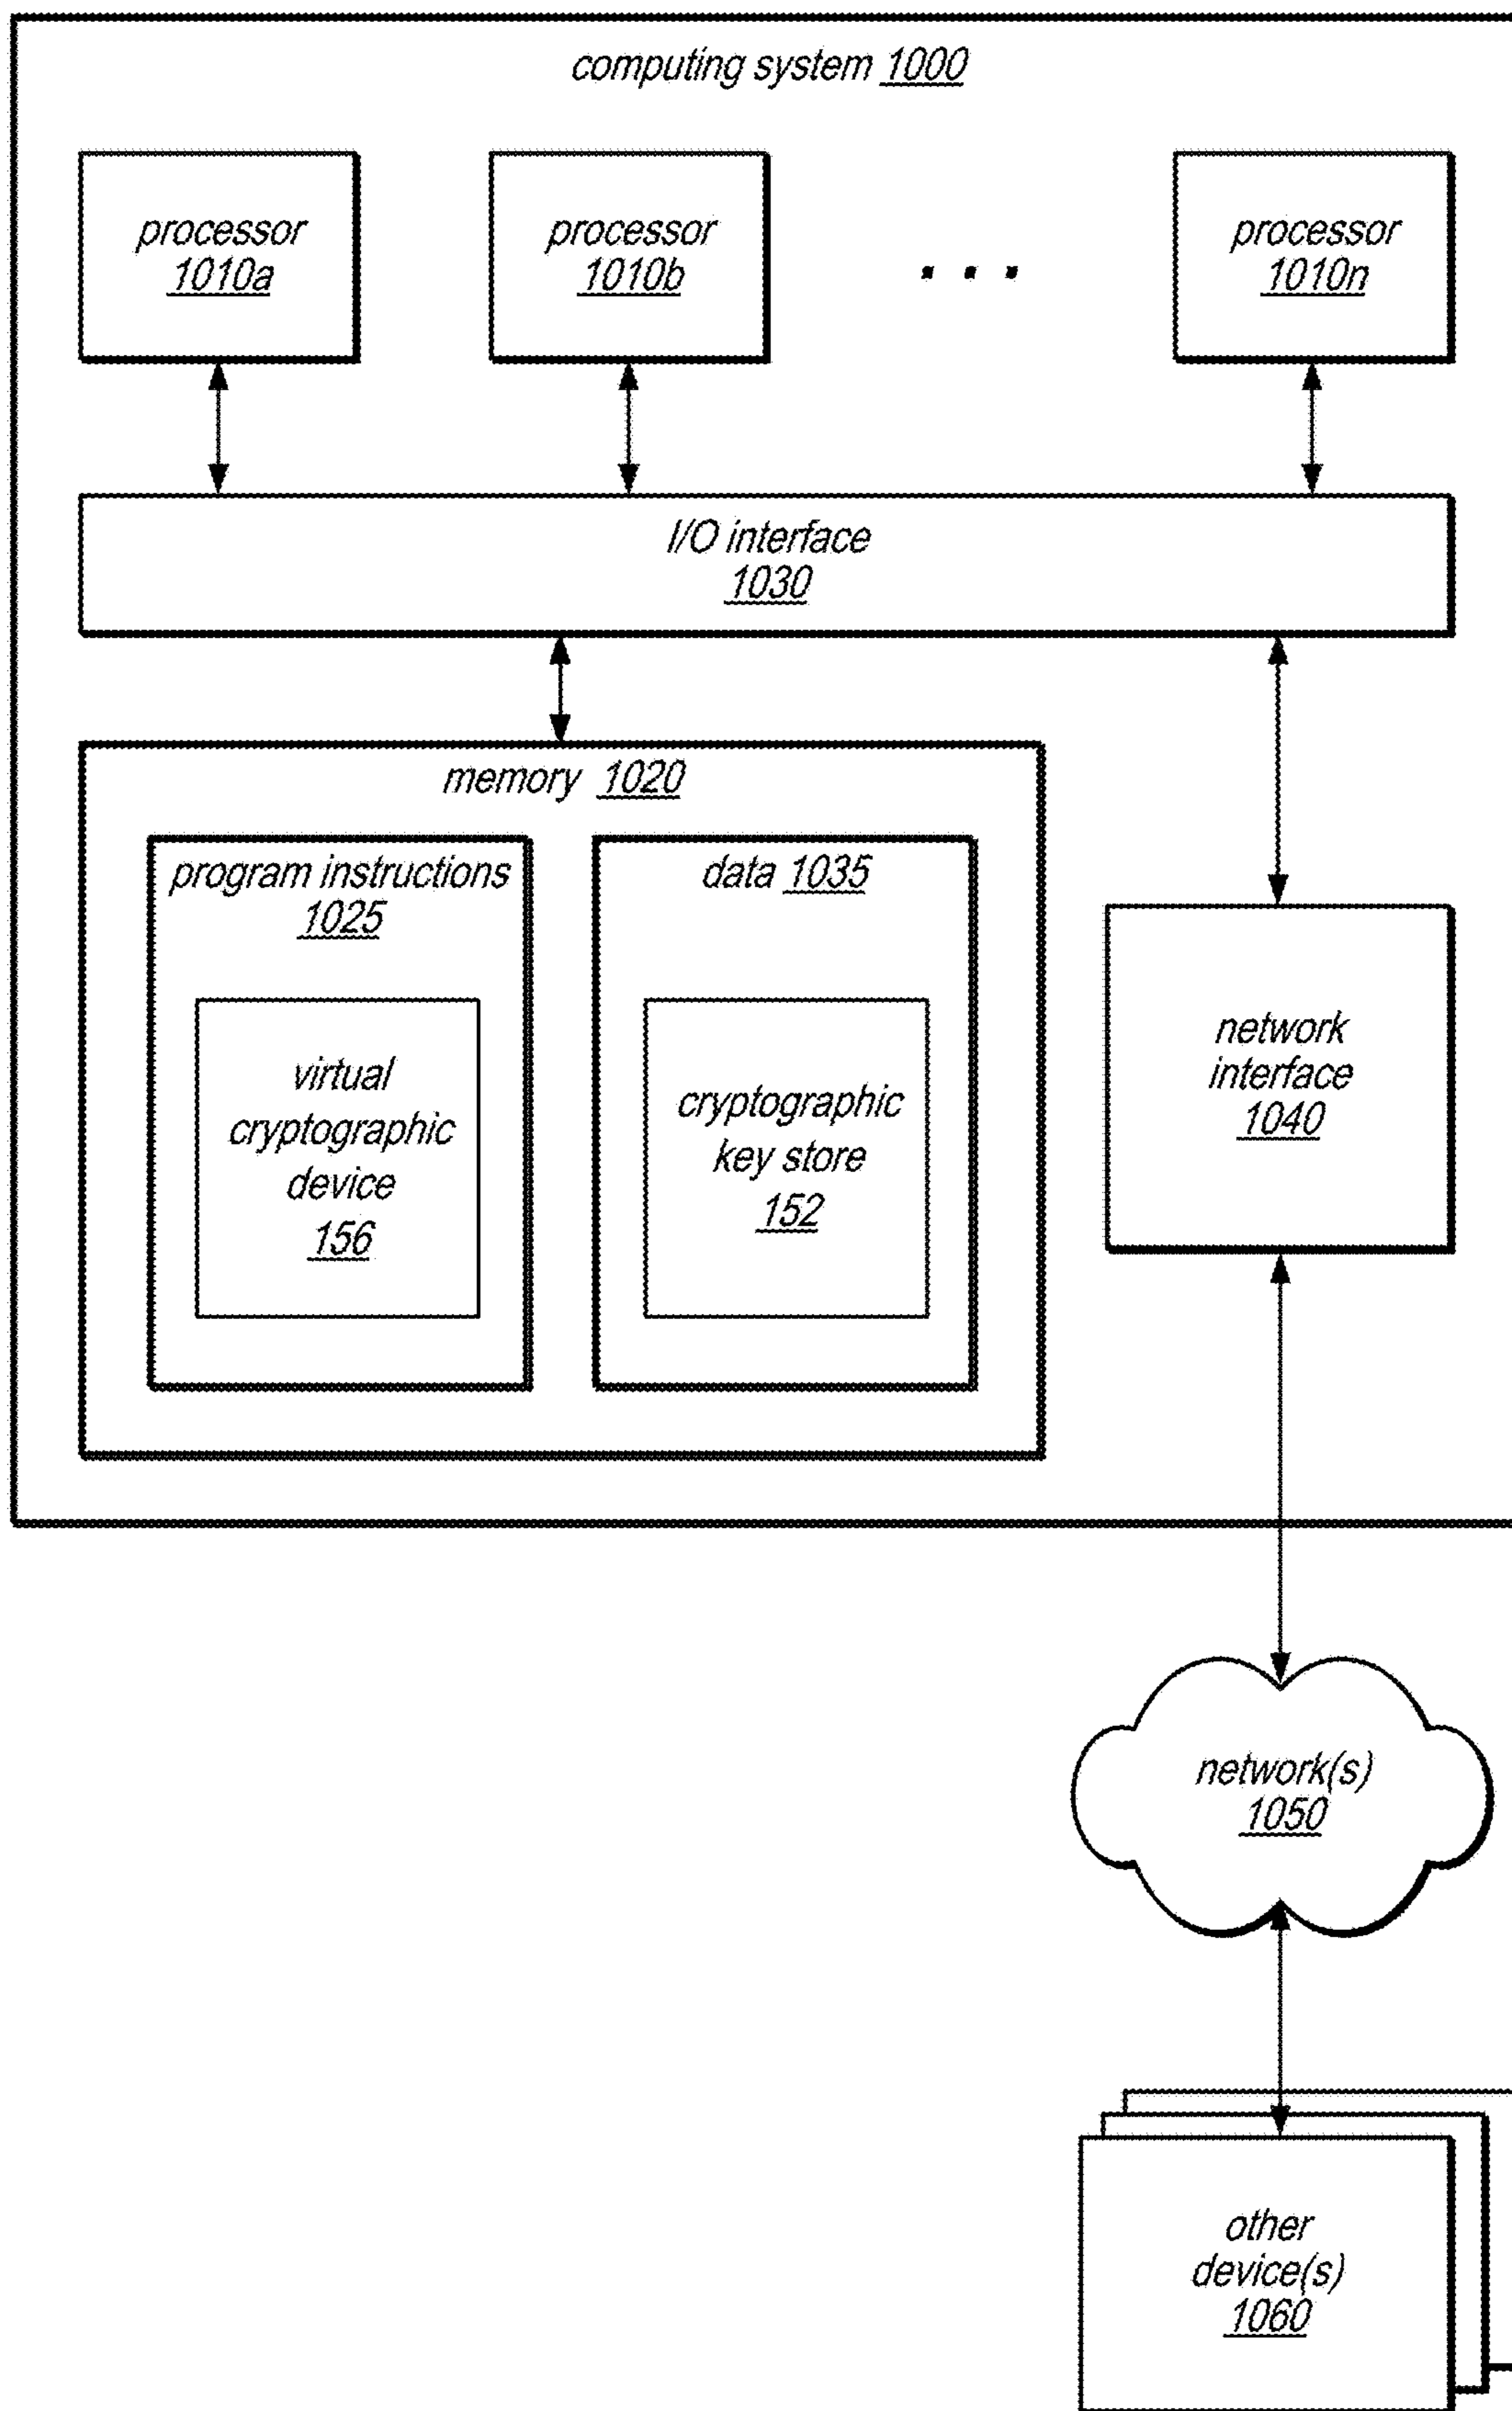 computing system 1000
processor
1010a
processor
1010b
. . .
processor
1010n
I/O interface
1030
memory 1020
program instructions
1025
data 1035
virtual
cryptographic
device
156
cryptographic
key store
152
network
interface
1040
network(s)
1050
other
device(s)
1060